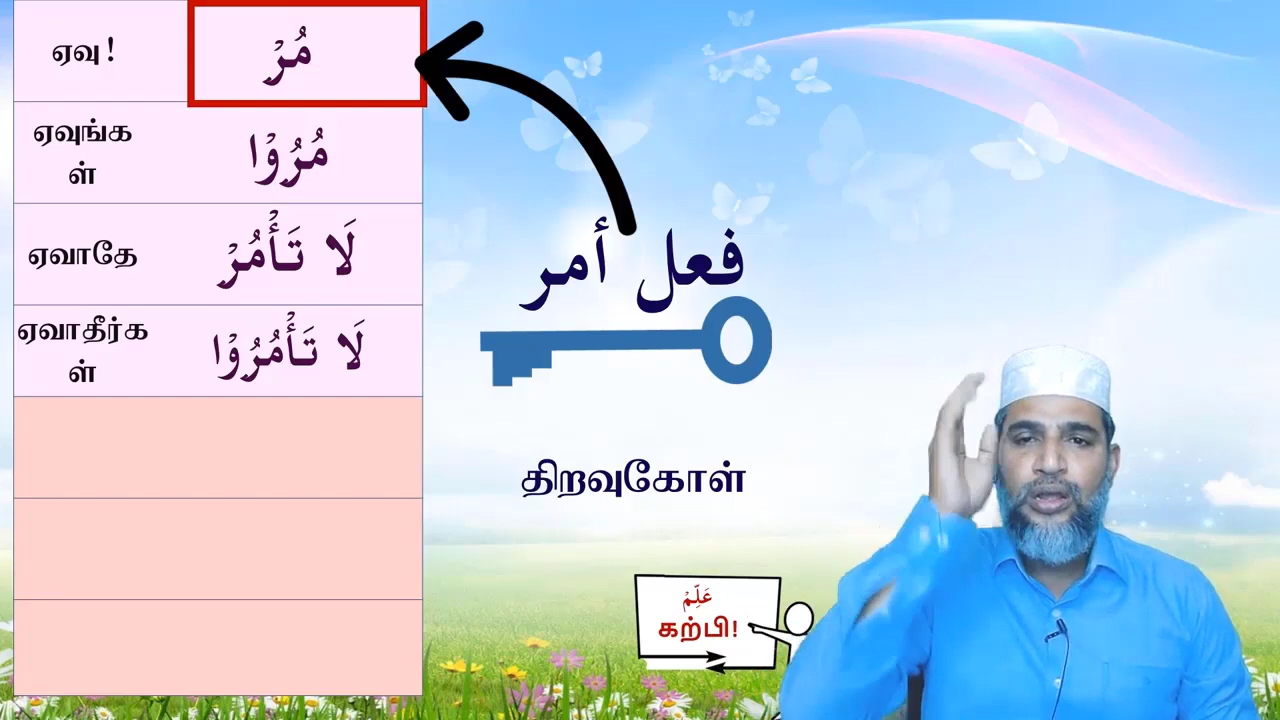 ஏவு! مُرْ
ஏவுங்க
ள் مُرُوْا
ஏவாதே لَا تَأْمُرْ
ஏவாதீர்க
ள் لَا تَأْمُرُوْا
فعل أمر
திறவுகோள்
عَلِّمْ
கற்பி!